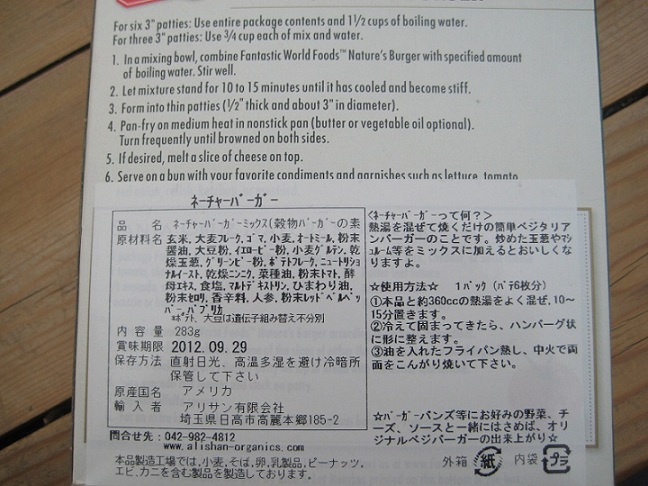 For six 3" patties: Use entire package contents and 1½ cups of boiling water.
For three 3" patties: Use ¾ cup each of mix and water.
1. In a mixing bowl, combine Fantastic World Foods™ Nature's Burger with specified amount
of boiling water. Stir well.
2. Let mixture stand for 10 to 15 minutes until it has cooled and become stiff.
3. Form into thin patties (½" thick and about 3" in diameter).
4. Pan-fry on medium heat in nonstick pan (butter or vegetable oil optional).
Turn frequently until browned on both sides.
5. If desired, melt a slice of cheese on top.
6. Serve on a bun with your favorite condiments and garnishes such as lettuce, tomato
ネーチャーバーガー
品 名 ネーチャーバーガーミックス(穀物バーガーの素
原材料名 玄米、大麦フレーク、ゴマ、小麦、オートミール、粉末
醤油、大豆粉、イエローピー粉、小麦グルテン、乾
燥玉葱、グリーンピー粉、ポテトフレーク、ニュートリショ
ナルイースト、乾燥ニンニク、菜種油、粉末トマト、酵
母エキス、食塩、マルトデキストリン、ひまわり油、
粉末セロリ、香辛料、人参、粉末レッドベルペッ
パー、パプリカ
※ポテト、大豆は遺伝子組み換え不分別
内 容 量 283g
賞味期限 2012.09.29
保存方法 直射日光、高温多湿を避け冷暗所
保管して下さい
原産国名 アメリカ
輸 入 者 アリサン有限会社
埼玉県日高市高麗本郷185-2
問合せ先:042-982-4812
www.alishan-organics.com
本品製造工場では、小麦、そば、卵、乳製品、ピーナッツ、
エビ、カニを含む製品を製造しております。
<ネーチャーバーガーって何?>
熱湯を混ぜて焼くだけの簡単ベジタリア
ンバーガーのことです。炒めた玉葱やマッ
シュルーム等をミックスに加えるとおいしくな
りますよ。
☆使用方法☆ 1パック(パテ6枚分)
①本品と約360ccの熱湯をよく混ぜ、10~
15分置きます。
②冷えて固まってきたら、ハンバーグ状
に形に整えます。
③油を入れたフライパン熱し、中火で両
面をこんがり焼いて下さい。
☆バーガーバンズ等にお好みの野菜、チー
ズ、ソースと一緒にはさめば、オ
リジナルベジバーガーの出来上がり☆
外箱 紙 内袋 プラ